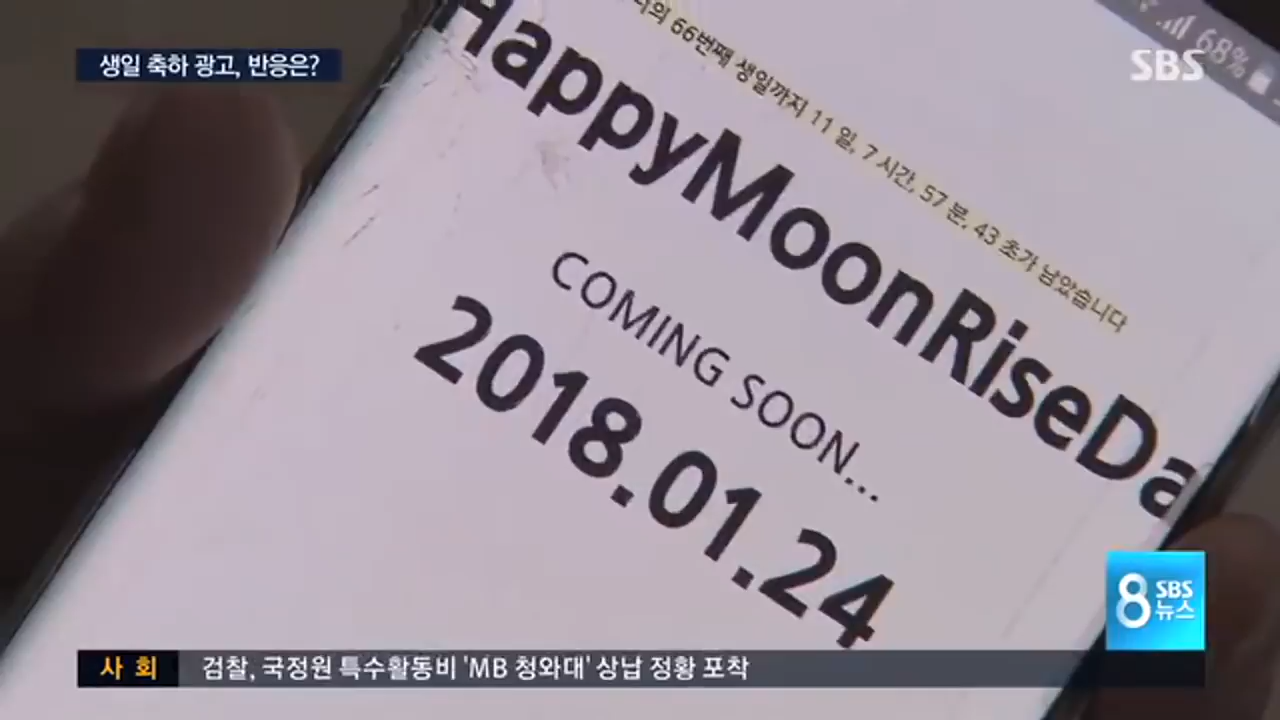 생일 축하 광고, 반응은?
SBS
68%
66번째 생일까지 11 일, 7 시간, 57 분, 43 초가 남았습니다
HappyMoonRiseDa
COMING SOON...
2018.01.24
8 SBS 뉴스
사 회 검찰, 국정원 특수활동비 'MB 청와대' 상납 정황 포착